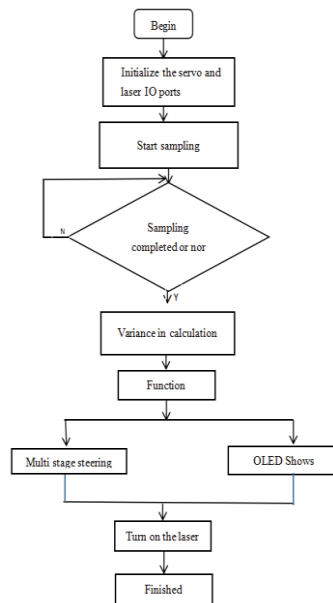 Begin
Initialize the servo and
laser IO ports
Start sampling
Sampling
completed or nor
N
Y
Variance in calculation
Function
Multi stage steering
OLED Shows
Turn on the laser
Finished